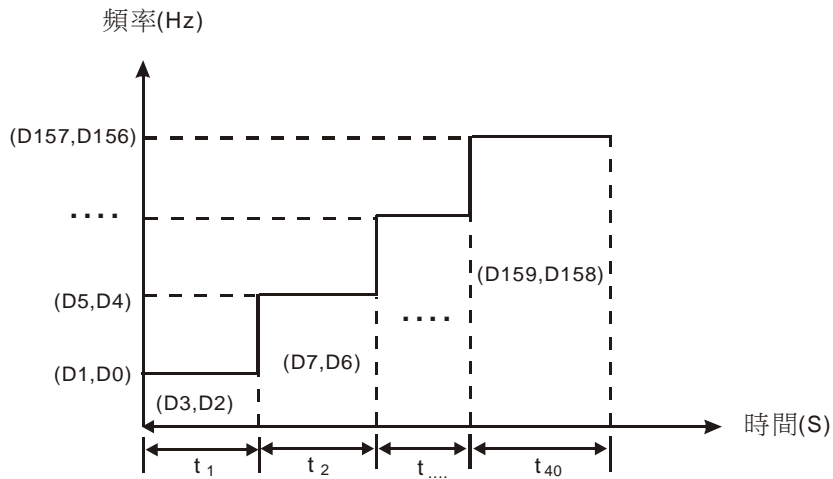 頻率(Hz)
(D157,D156)
....
(D159,D158)
(D5,D4)
....
(D7,D6)
(D1,D0)
(D3,D2)
時間(S)
t1 t2 t.... t40